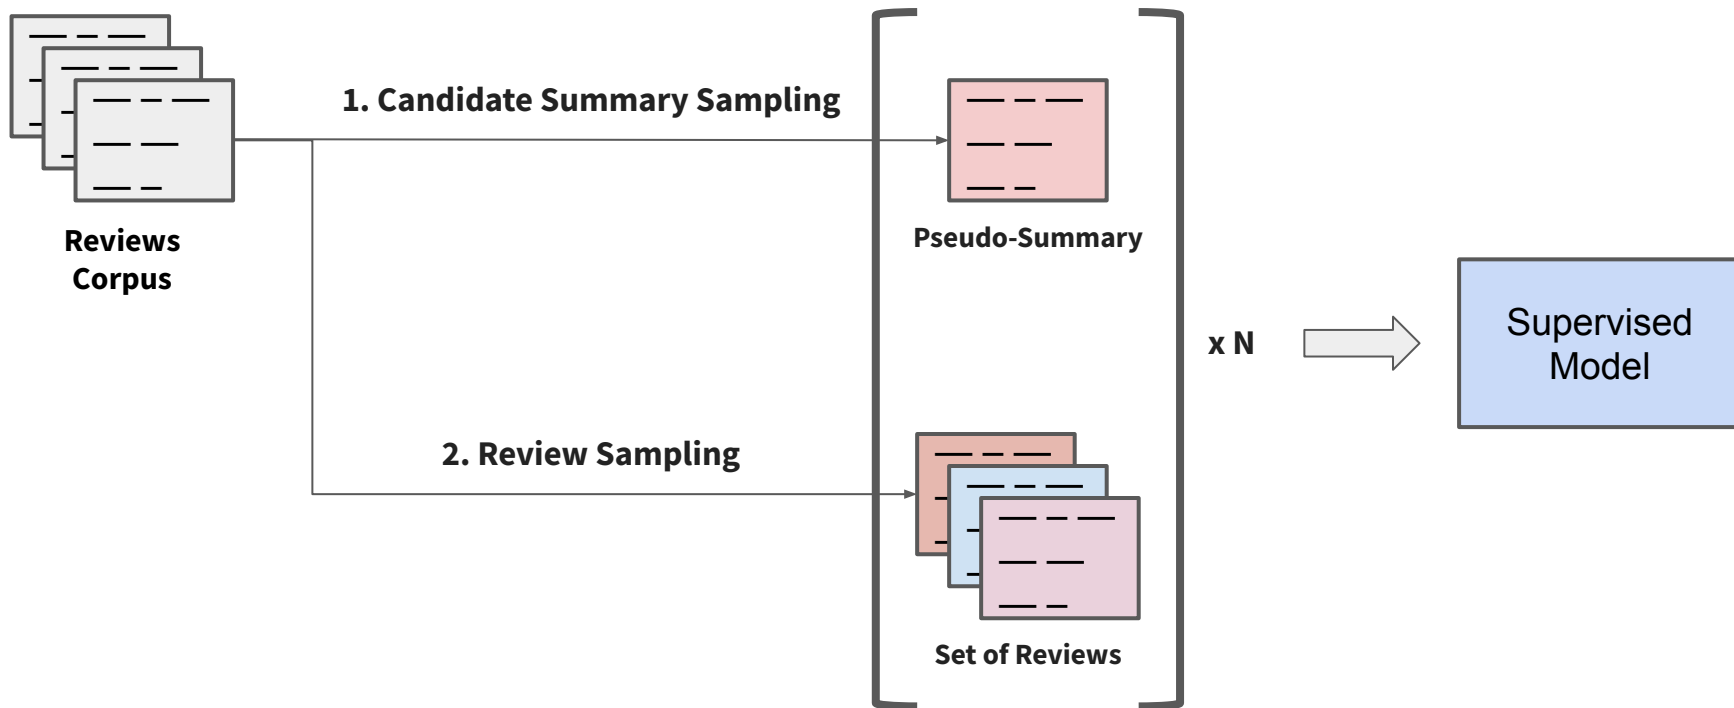 1. Candidate Summary Sampling
Reviews
Corpus
Pseudo-Summary
x N
Supervised
Model
2. Review Sampling
Set of Reviews